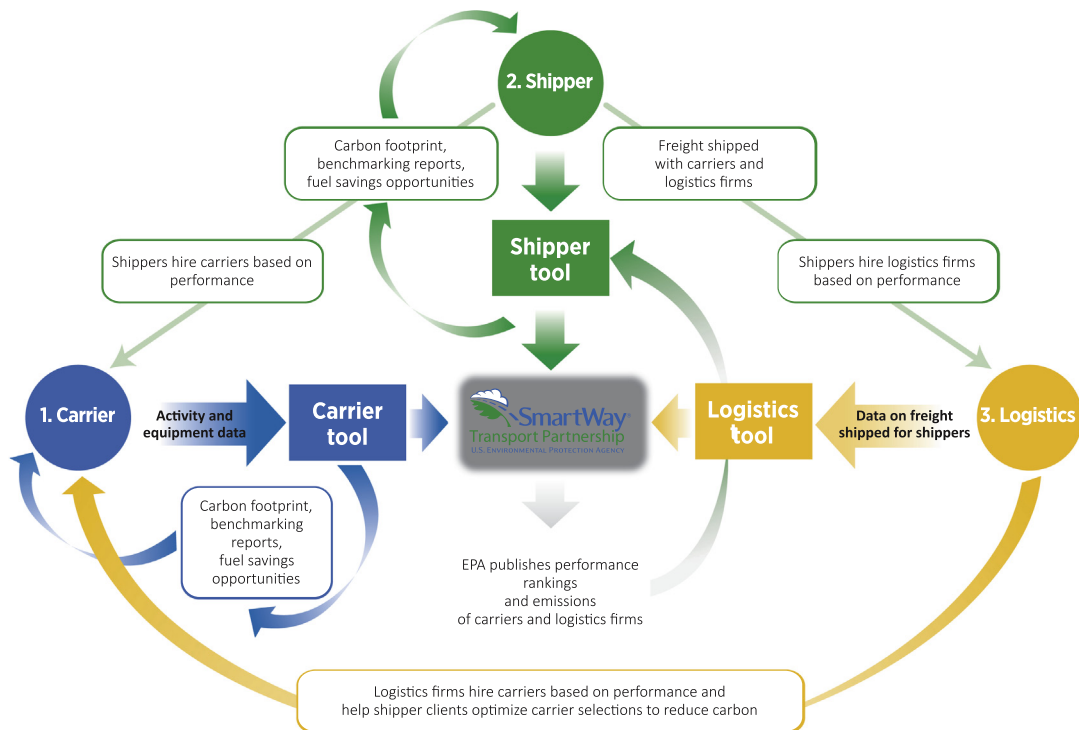 2. Shipper
Carbon footprint,
benchmarking reports,
fuel savings opportunities
Freight shipped
with carriers and
logistics firms
Shipper
tool
Shippers hire carriers based on
performance
Shippers hire logistics firms
based on performance
1. Carrier
Activity and
equipment data
Carrier
tool
SmartWay®
Transport Partnership
U.S. ENVIRONMENTAL PROTECTION AGENCY
Logistics
tool
Data on freight
shipped for shippers
3. Logistics
Carbon footprint,
benchmarking
reports,
fuel savings
opportunities
EPA publishes performance
rankings
and emissions
of carriers and logistics firms
Logistics firms hire carriers based on performance and
help shipper clients optimize carrier selections to reduce carbon